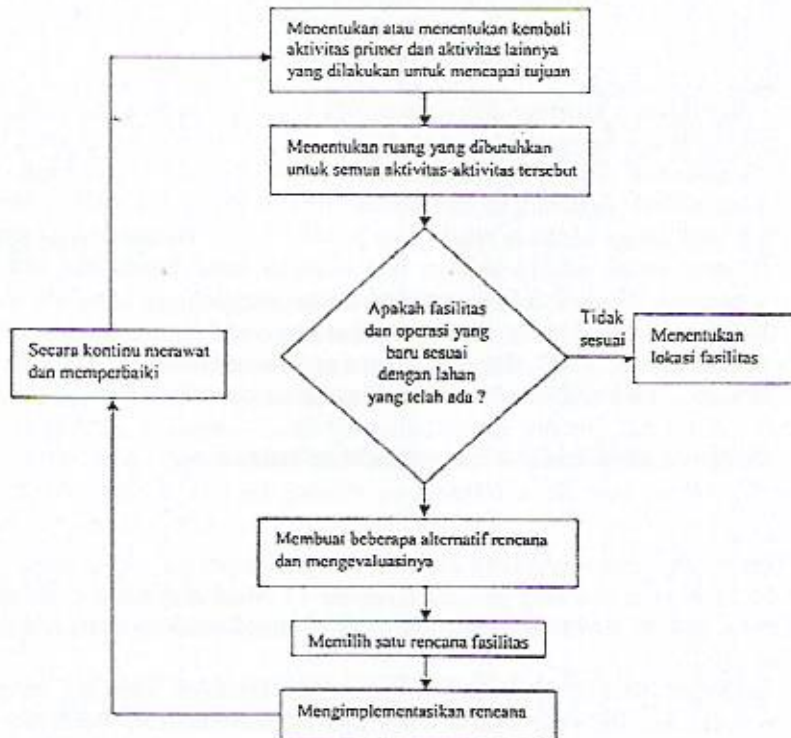 Menentukan atau menentukan kembali
aktivitas primer dan aktivitas lainnya
yang dilakukan untuk mencapai tujuan
Menentukan ruang yang dibutuhkan
untuk semua aktivitas-aktivitas tersebut
Apakah fasilitas
dan operasi yang
baru sesuai
dengan lahan
yang telah ada ?
Tidak
sesuai
Menentukan
lokasi fasilitas
Secara kontinu merawat
dan memperbaiki
Membuat beberapa alternatif rencana
dan mengevaluasinya
Memilih satu rencana fasilitas
Mengimplementasikan rencana